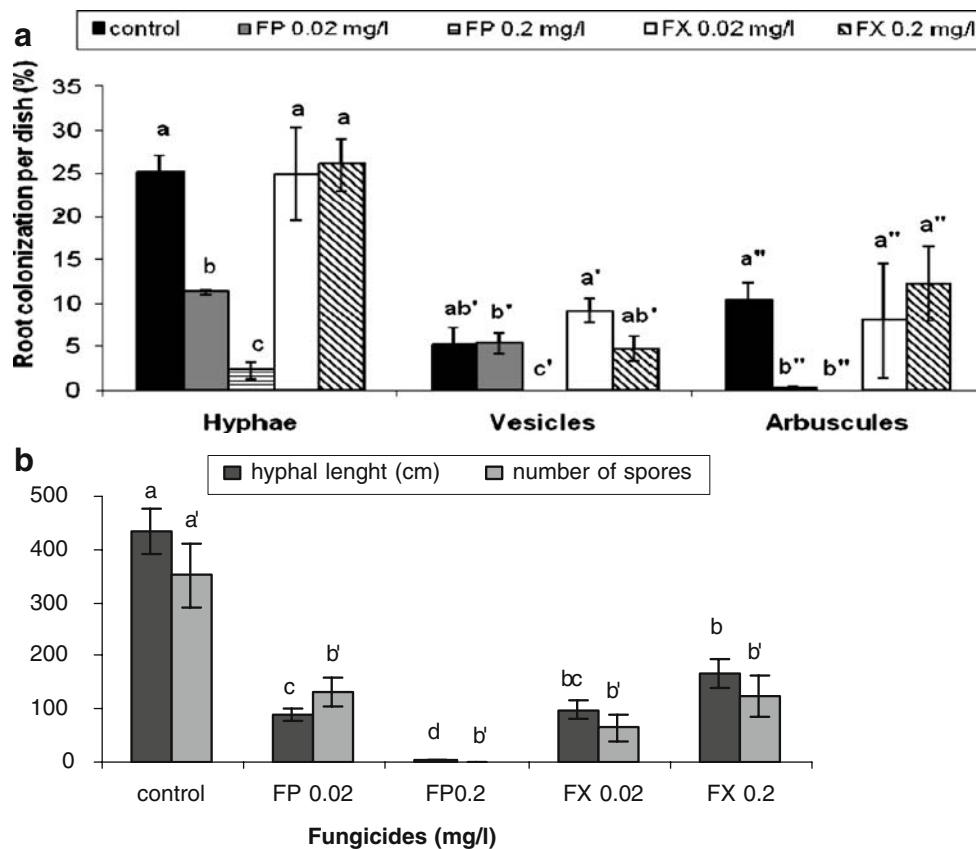 a
control FP 0.02 mg/l FP 0.2 mg/l FX 0.02 mg/l FX 0.2 mg/l
Root colonization per dish (%)
35
30
25
20
15
10
5
0
a b c a a
ab' b' c' a' ab'
a'' b'' b'' a'' a''
Hyphae Vesicles Arbuscules
b
hyphal lenght (cm) number of spores
500
400
300
200
100
0
a a' c b' d b' bc b' b b'
control FP 0.02 FP0.2 FX 0.02 FX 0.2
Fungicides (mg/l)